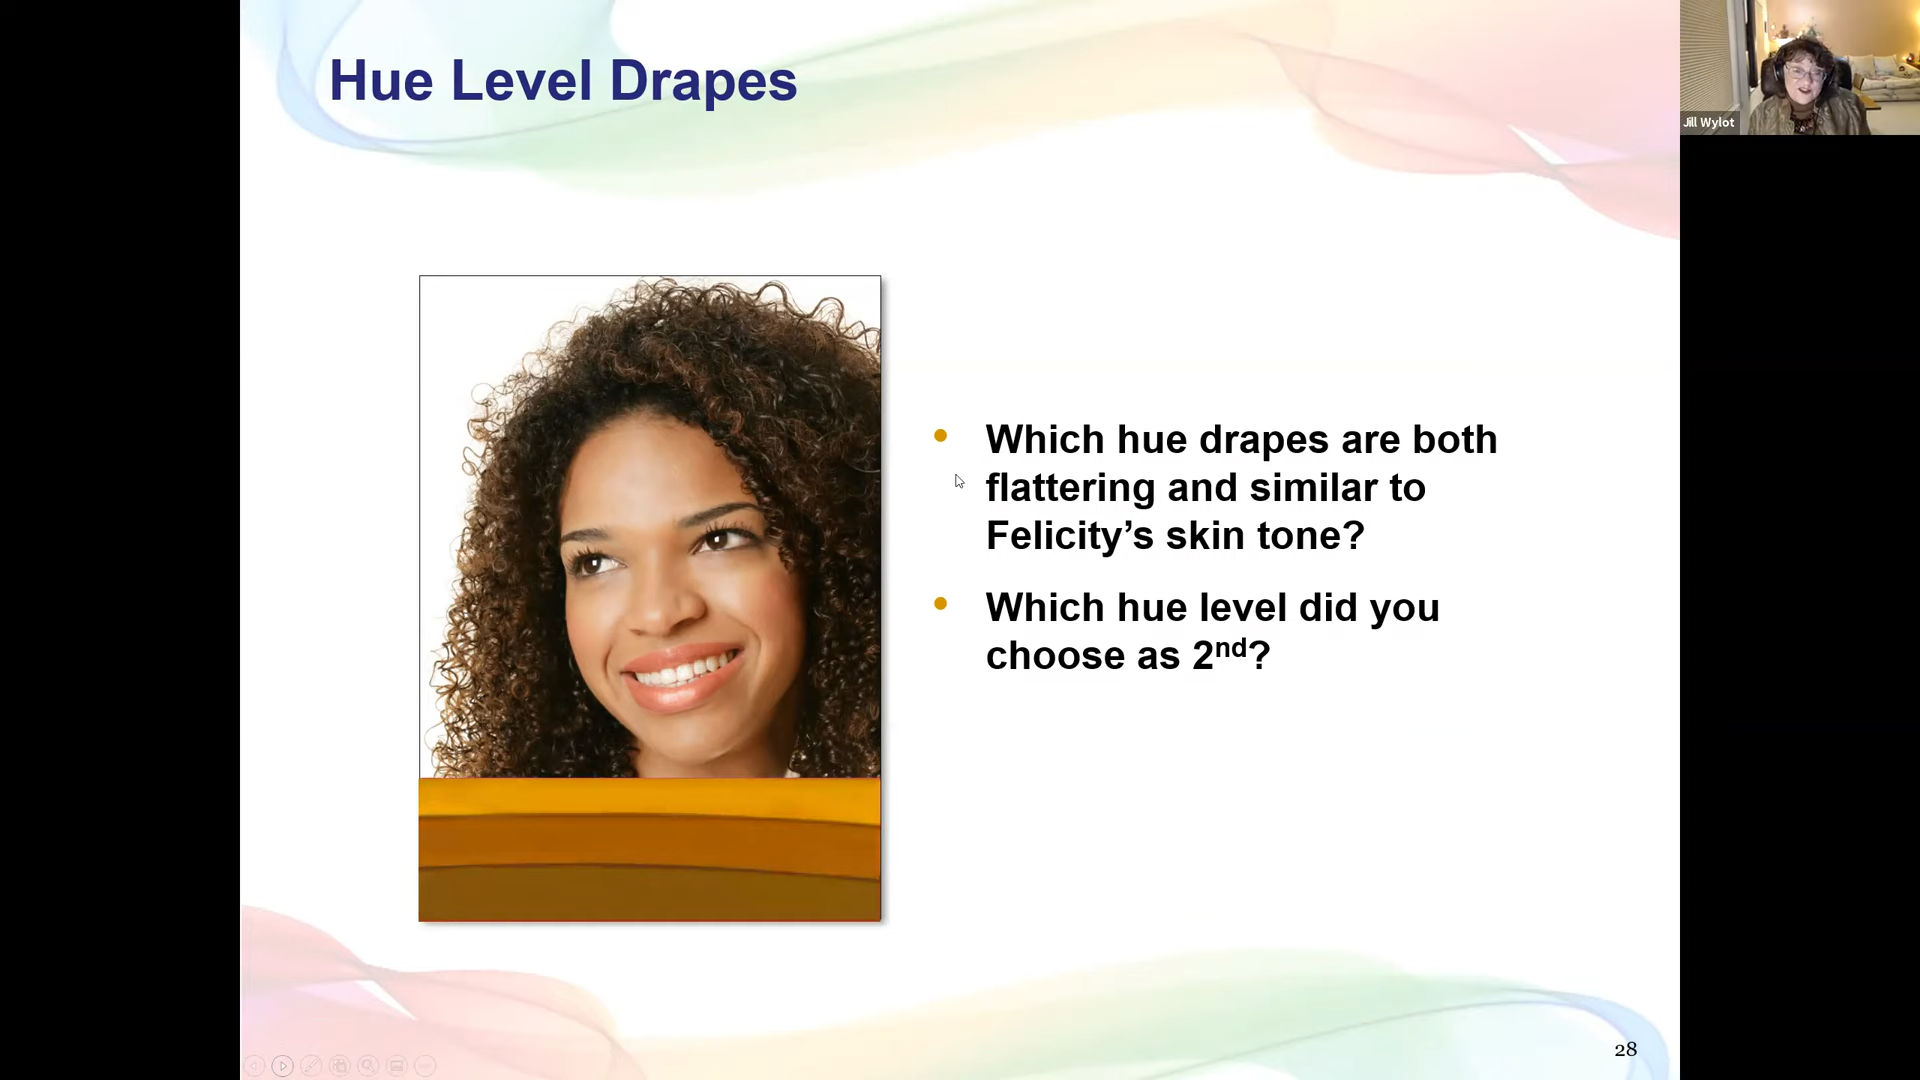 Hue Level Drapes
Jill Wylot
• Which hue drapes are both
flattering and similar to
Felicity’s skin tone?
• Which hue level did you
choose as 2nd?
28